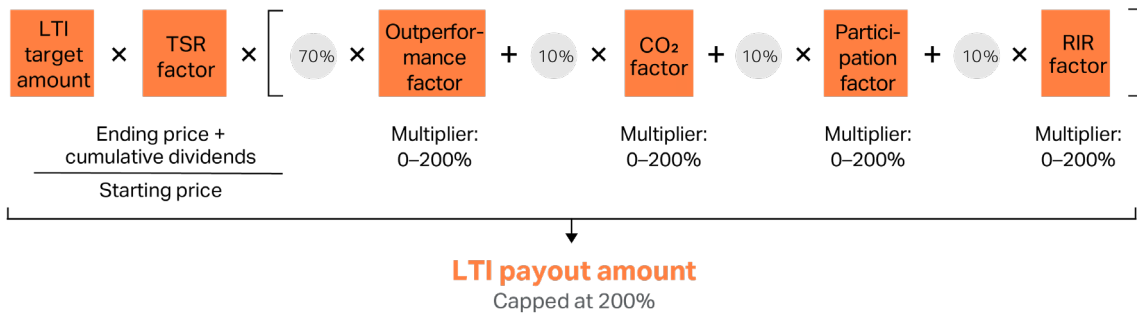 LTI
target
amount
×
TSR
factor
×
70%
×
Outperfor-
mance
factor
+
10%
×
CO₂
factor
+
10%
×
Partici-
pation
factor
+
10%
×
RIR
factor
Ending price +
cumulative dividends
Starting price
Multiplier:
0–200%
Multiplier:
0–200%
Multiplier:
0–200%
Multiplier:
0–200%
LTI payout amount
Capped at 200%